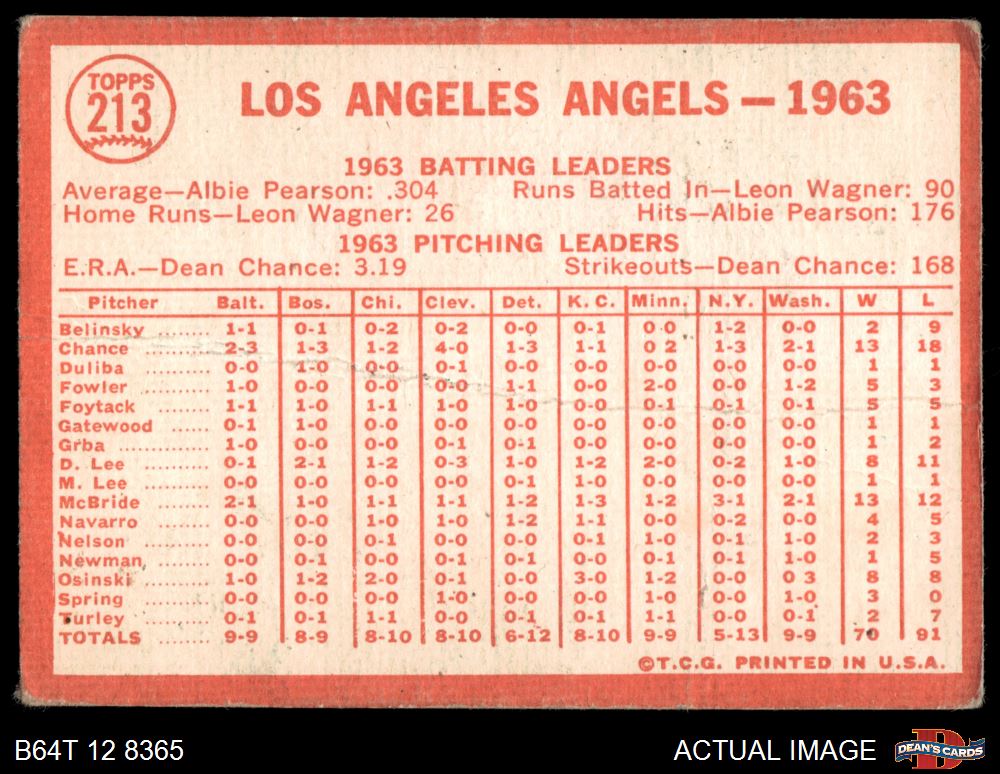 TOPPS
213
LOS ANGELES ANGELS — 1963
1963 BATTING LEADERS
Average—Albie Pearson: .304 Runs Batted In—Leon Wagner: 90
Home Runs—Leon Wagner: 26 Hits—Albie Pearson: 176
1963 PITCHING LEADERS
E.R.A.—Dean Chance: 3.19 Strikeouts—Dean Chance: 168
Pitcher Balt. Bos. Chi. Clev. Det. K. C. Minn. N.Y. Wash. W L
Belinsky ........ 1-1 0-1 0-2 0-2 0-0 0-1 0 0 1-2 0-0 2 9
Chance .......... 2-3 1-3 1-2 4-0 1-3 1-1 0 2 1-3 2-1 13 18
Duliba .......... 0-0 1-0 0-0 0-1 0-0 0-0 0-0 0-0 0-0 1 1
Fowler .......... 1-0 0-0 0-0 0-0 1-1 0-0 2-0 0-0 1-2 5 3
Foytack ......... 1-1 1-0 1-1 1-0 1-0 0-0 0-1 0-1 0-1 5 5
Gatewood ...... 0-1 1-0 0-0 0-0 0-0 0-0 0-0 0-0 0-0 1 1
Grba .............. 1-0 0-0 0-0 0-1 0-1 0-0 0-0 0-0 0-0 1 2
D. Lee ............ 0-1 2-1 1-2 0-3 1-0 1-2 2-0 0-2 1-0 8 11
M. Lee .......... 0-0 0-0 0-0 0-0 0-1 1-0 0-0 0-0 0-0 1 1
McBride ......... 2-1 1-0 1-1 1-1 1-2 1-3 1-2 3-1 2-1 13 12
Navarro ......... 0-0 0-0 1-0 1-0 1-2 1-1 0-0 0-2 0-0 4 5
Nelson .......... 0-0 0-0 0-1 0-0 0-0 0-1 1-0 0-1 1-0 2 3
Newman ........ 0-0 0-1 0-0 0-1 0-1 0-0 0-1 0-1 1-0 1 5
Osinski .......... 1-0 1-2 2-0 0-1 0-0 3-0 1-2 0-0 0 3 8 8
Spring ........... 0-0 0-0 0-0 1-0 0-0 0-0 1-0 0-0 1-0 3 0
Turley ........... 0-1 0-1 1-1 0-0 0-1 0-1 1-1 0-0 0-1 2 7
TOTALS ......... 9-9 8-9 8-10 8-10 6-12 8-10 9-9 5-13 9-9 70 91
©T.C.G. PRINTED IN U.S.A.
B64T 12 8365 ACTUAL IMAGE DEAN'S CARDS